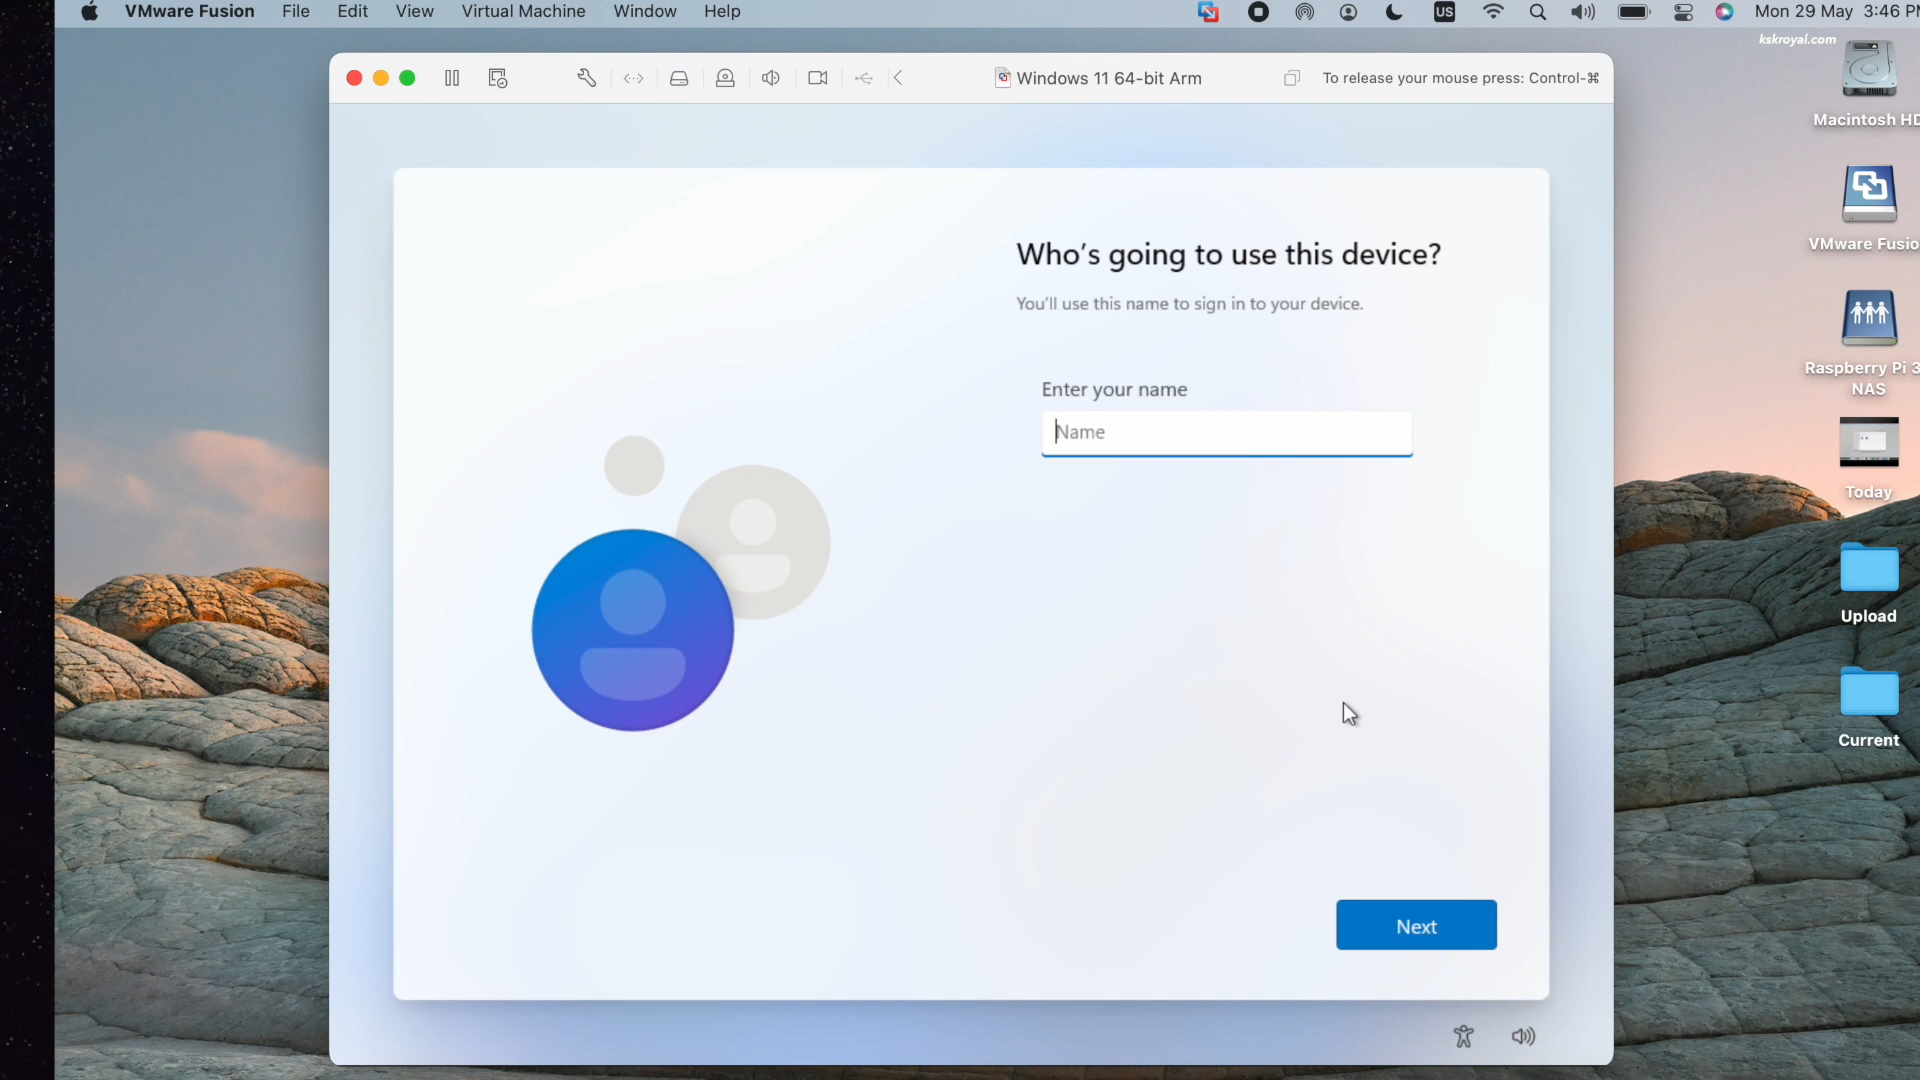 VMware Fusion File Edit View Virtual Machine Window Help US Mon 29 May 3:46 PM
kskroyal.com
Windows 11 64-bit Arm To release your mouse press: Control-⌘
Macintosh HD
VMware Fusio
Raspberry Pi 3
NAS
Today
Upload
Current
Who's going to use this device?
You'll use this name to sign in to your device.
Enter your name
Name
Next